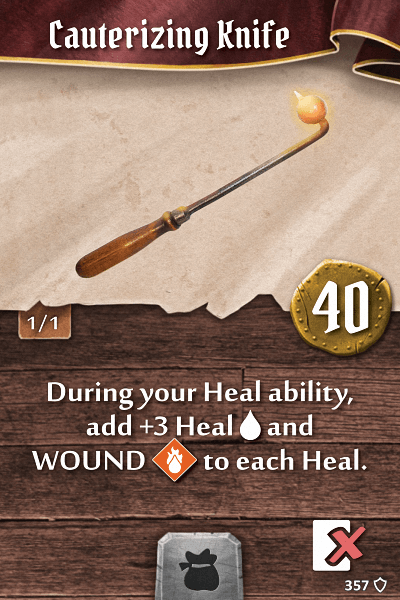 Cauterizing Knife
1/1
40
During your Heal ability,
add +3 Heal and
WOUND to each Heal.
357